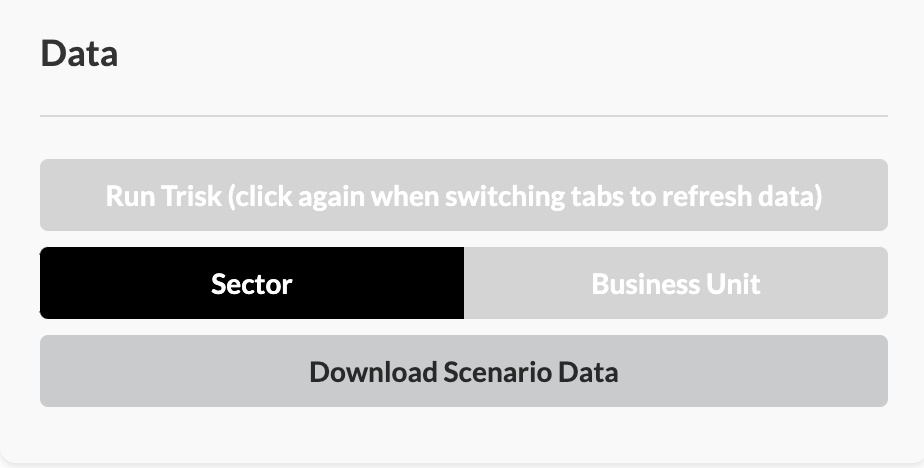 Data
Run Trisk (click again when switching tabs to refresh data)
Sector
Business Unit
Download Scenario Data